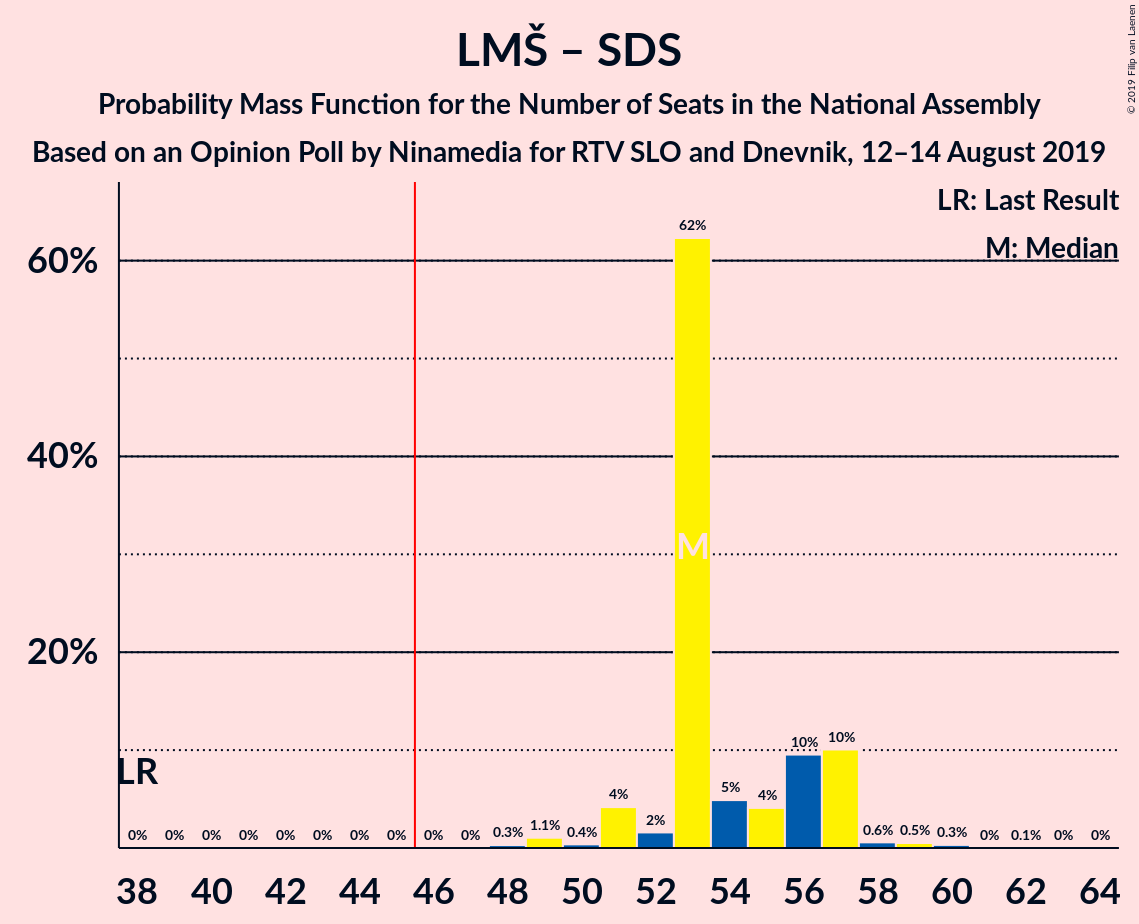 LMŠ – SDS
Probability Mass Function for the Number of Seats in the National Assembly
Based on an Opinion Poll by Ninamedia for RTV SLO and Dnevnik, 12–14 August 2019
© 2019 Filip van Laenen
LR: Last Result
M: Median
60%
40%
20%
LR
M
0% 0% 0% 0% 0% 0% 0% 0% 0% 0% 0.3% 1.1% 0.4% 4% 2% 62% 5% 4% 10% 10% 0.6% 0.5% 0.3% 0% 0.1% 0% 0%
38 40 42 44 46 48 50 52 54 56 58 60 62 64